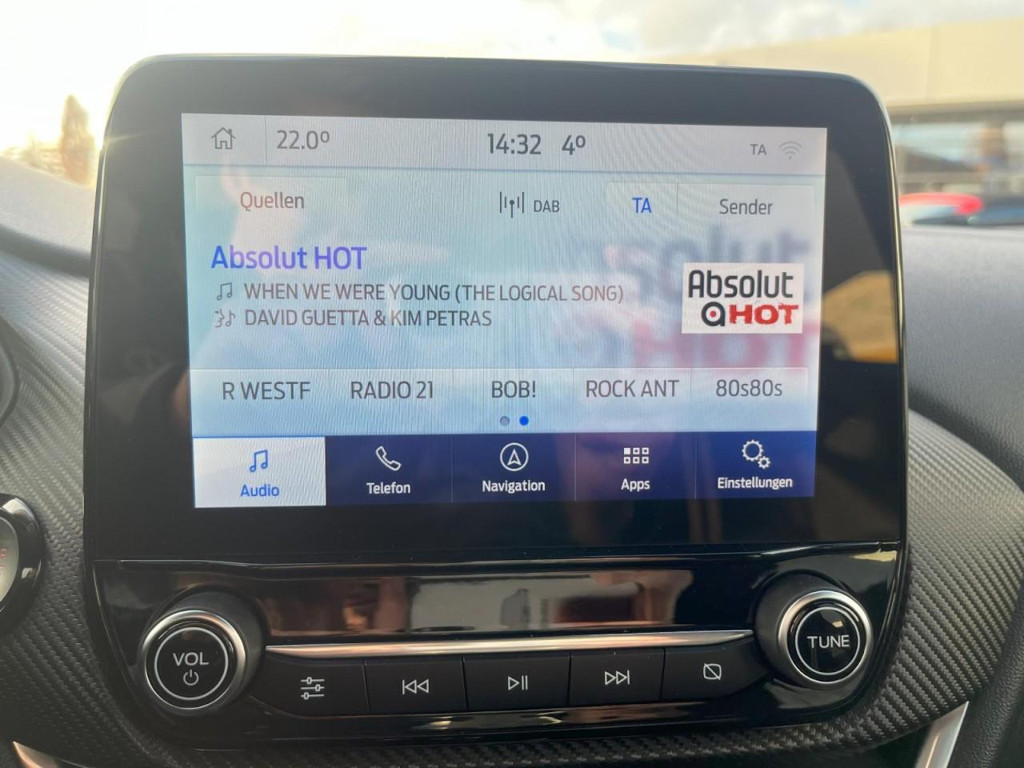 22.0° 14:32 4° TA
Quellen DAB TA Sender
Absolut HOT
WHEN WE WERE YOUNG (THE LOGICAL SONG)
DAVID GUETTA & KIM PETRAS
Absolut
HOT
R WESTF RADIO 21 BOB! ROCK ANT 80s80s
Audio Telefon Navigation Apps Einstellungen
VOL TUNE